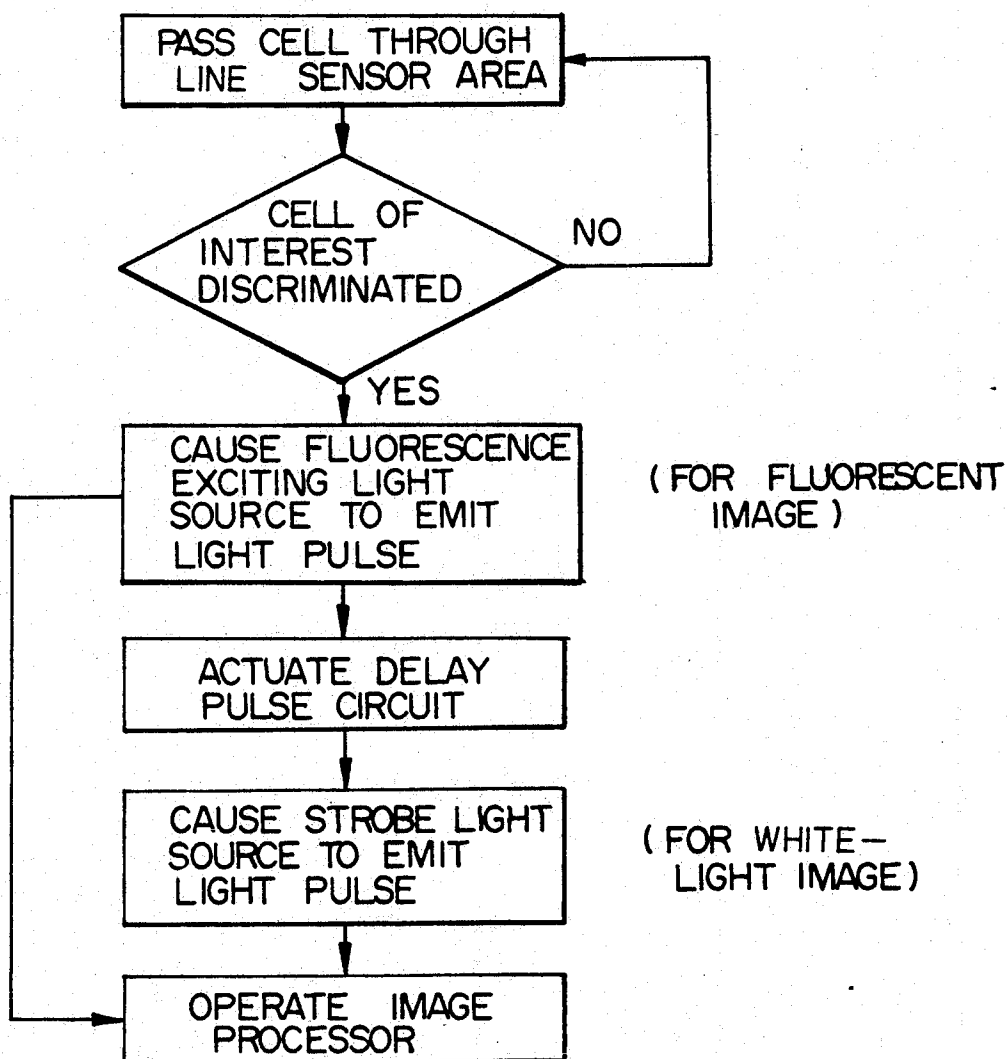 PASS CELL THROUGH
LINE SENSOR AREA
CELL OF
INTEREST
DISCRIMINATED
NO
YES
CAUSE FLUORESCENCE
EXCITING LIGHT
SOURCE TO EMIT
LIGHT PULSE
(FOR FLUORESCENT
IMAGE)
ACTUATE DELAY
PULSE CIRCUIT
CAUSE STROBE LIGHT
SOURCE TO EMIT
LIGHT PULSE
(FOR WHITE-
LIGHT IMAGE)
OPERATE IMAGE
PROCESSOR